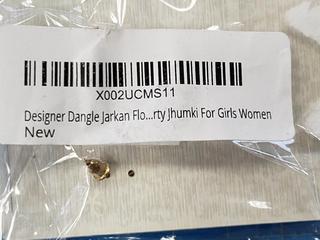 X002UCMS11
Designer Dangle Jarkan Flo...rty Jhumki For Girls Women
New